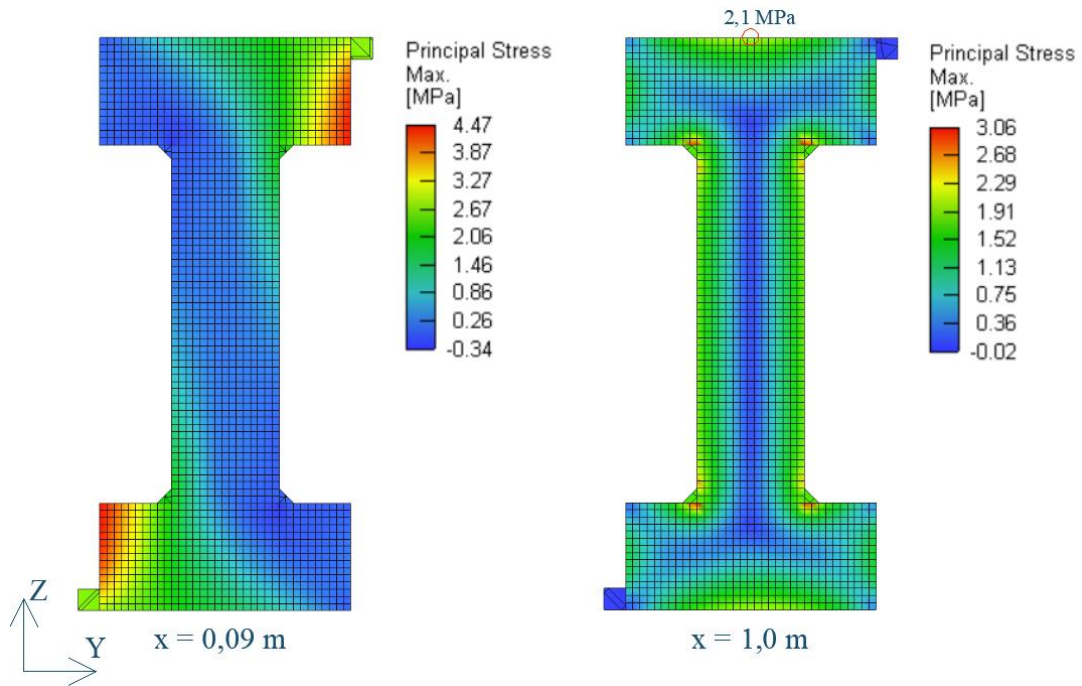 2,1 MPa
Principal Stress
Max.
[MPa]
4.47
3.87
3.27
2.67
2.06
1.46
0.86
0.26
-0.34
Principal Stress
Max.
[MPa]
3.06
2.68
2.29
1.91
1.52
1.13
0.75
0.36
-0.02
Z
Y
x = 0,09 m
x = 1,0 m